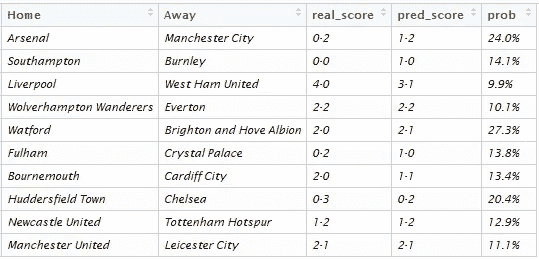 Home Away real_score pred_score prob
Arsenal Manchester City 0-2 1-2 24.0%
Southampton Burnley 0-0 1-0 14.1%
Liverpool West Ham United 4-0 3-1 9.9%
Wolverhampton Wanderers Everton 2-2 2-2 10.1%
Watford Brighton and Hove Albion 2-0 2-1 27.3%
Fulham Crystal Palace 0-2 1-0 13.8%
Bournemouth Cardiff City 2-0 1-1 13.4%
Huddersfield Town Chelsea 0-3 0-2 20.4%
Newcastle United Tottenham Hotspur 1-2 1-2 12.9%
Manchester United Leicester City 2-1 2-1 11.1%